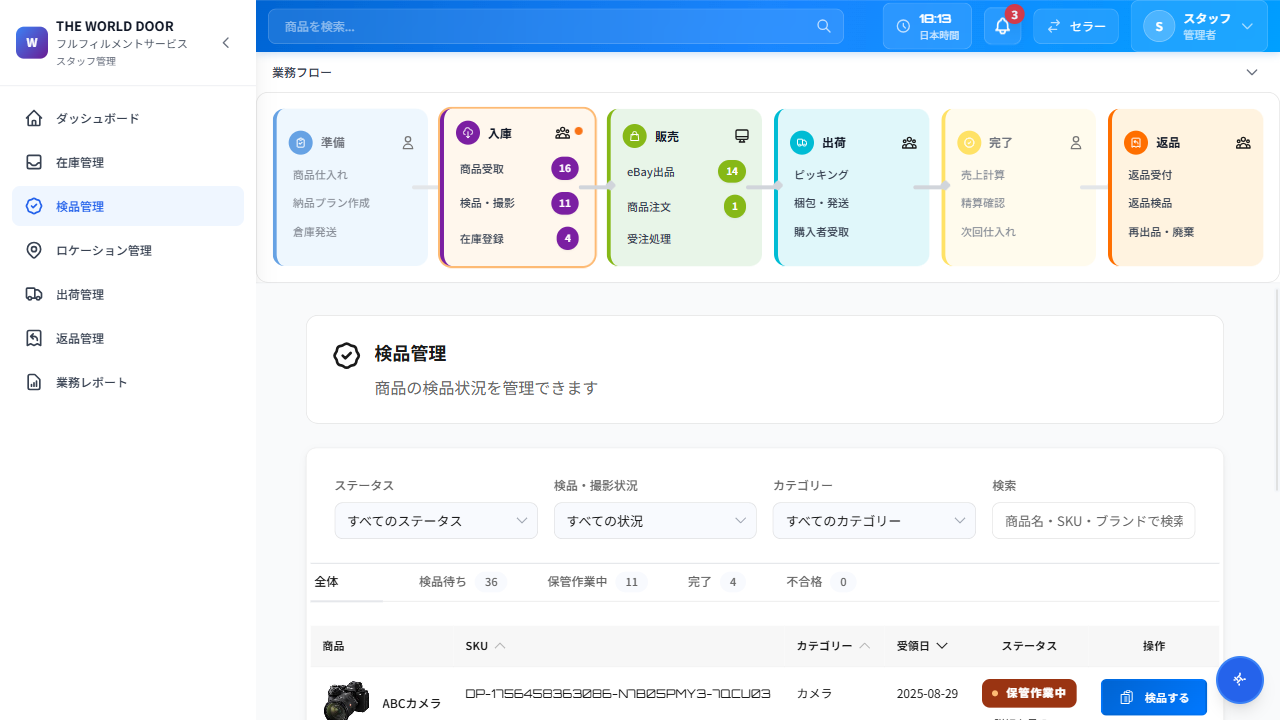 W
THE WORLD DOOR
フルフィルメントサービス
スタッフ管理
ダッシュボード
在庫管理
検品管理
ロケーション管理
出荷管理
返品管理
業務レポート
商品を検索...
18:13
日本時間
3
セラー
S
スタッフ
管理者
業務フロー
準備
商品仕入れ
納品プラン作成
倉庫発送
入庫
商品受取 16
検品・撮影 11
在庫登録 4
販売
eBay出品 14
商品注文 1
受注処理
出荷
ピッキング
梱包・発送
購入者受取
完了
売上計算
精算確認
次回仕入れ
返品
返品受付
返品検品
再出品・廃棄
検品管理
商品の検品状況を管理できます
ステータス 検品・撮影状況 カテゴリー 検索
すべてのステータス すべての状況 すべてのカテゴリー 商品名・SKU・ブランドで検索
全体 検品待ち 36 保管作業中 11 完了 4 不合格 0
商品 SKU カテゴリー 受領日 ステータス 操作
ABCカメラ DP-1756458363086-N7B05PMY3-7QCU03 カメラ 2025-08-29 保管作業中 検品する